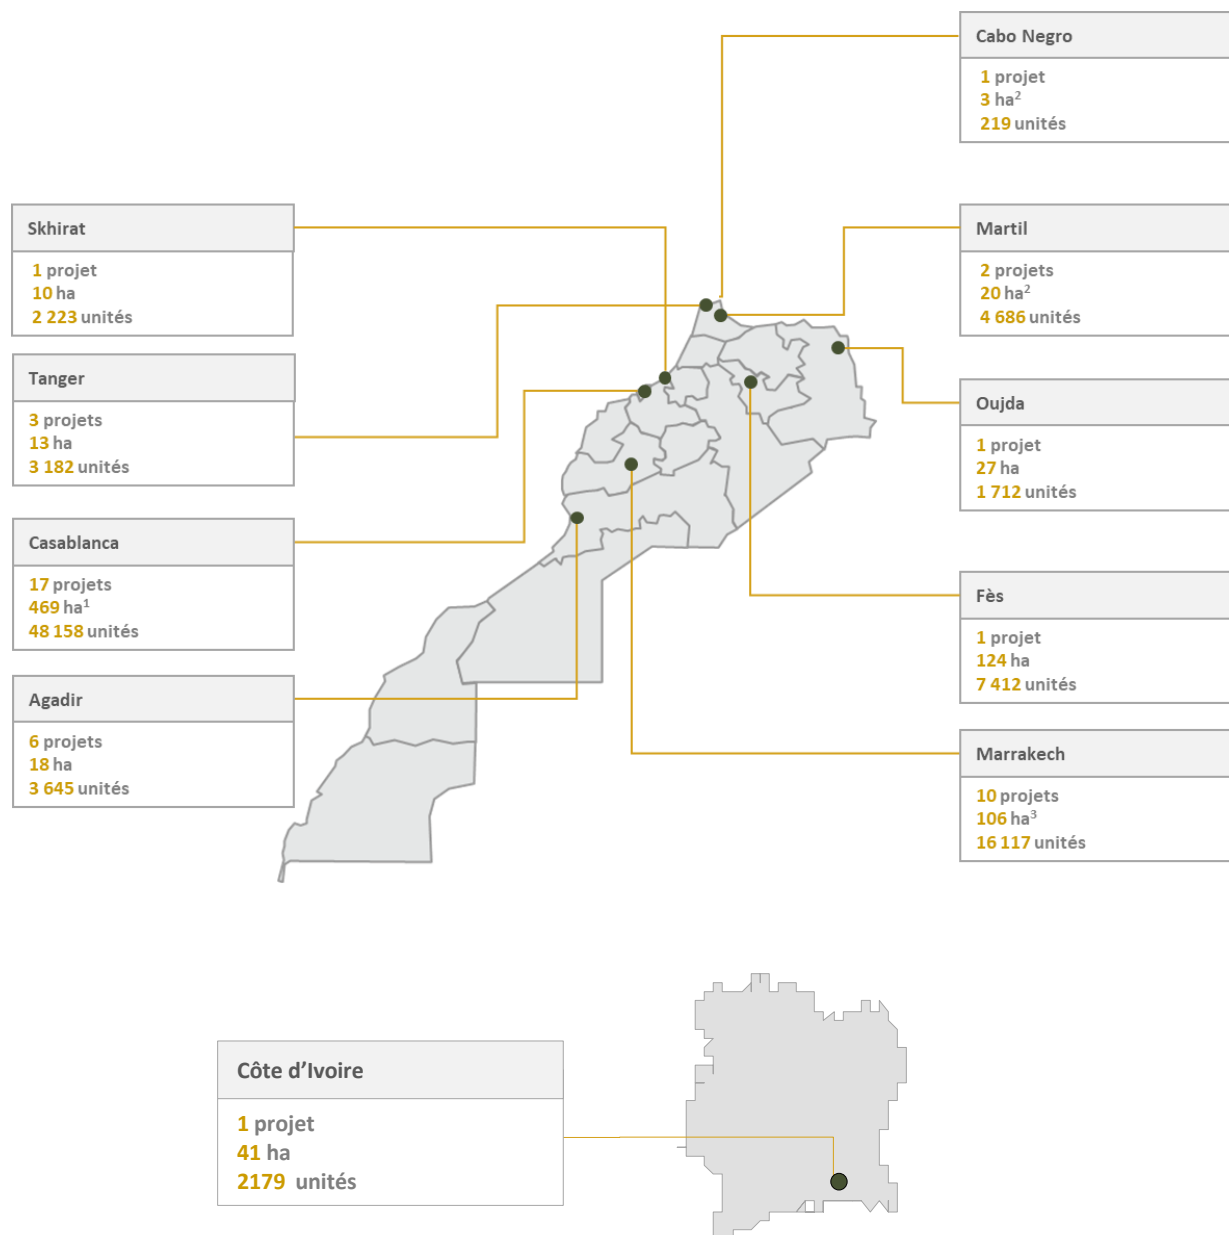 Cabo Negro
1 projet
3 ha²
219 unités
Skhirat
1 projet
10 ha
2 223 unités
Martil
2 projets
20 ha²
4 686 unités
Tanger
3 projets
13 ha
3 182 unités
Oujda
1 projet
27 ha
1 712 unités
Casablanca
17 projets
469 ha¹
48 158 unités
Fès
1 projet
124 ha
7 412 unités
Agadir
6 projets
18 ha
3 645 unités
Marrakech
10 projets
106 ha³
16 117 unités
Côte d’Ivoire
1 projet
41 ha
2179 unités